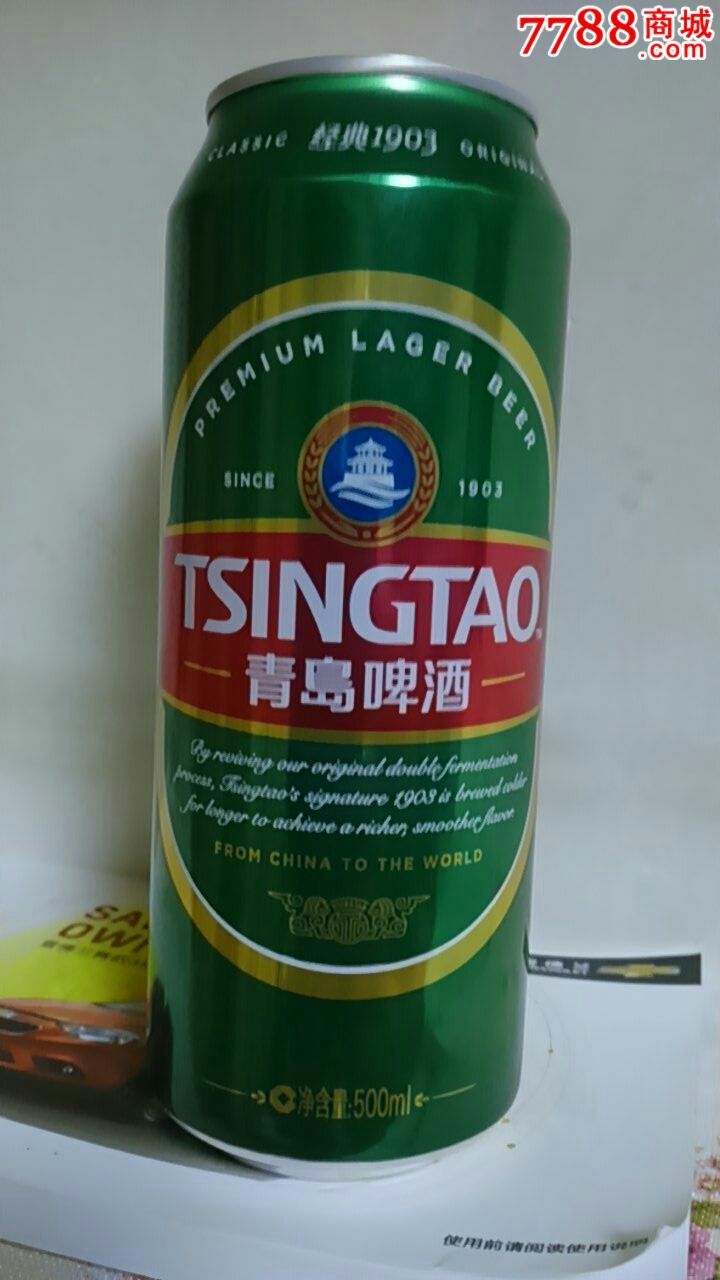 7788商城
.com
CLASSIC 经典1903 ORIGINAL
PREMIUM LAGER BEER
SINCE 1903
TSINGTAO
青島啤酒
By reviving our original double fermentation
process, Tsingtao's signature 1903 is brewed colder
for longer to achieve a richer, smoother flavor.
FROM CHINA TO THE WORLD
净含量:500ml
使用前请阅读使用说明